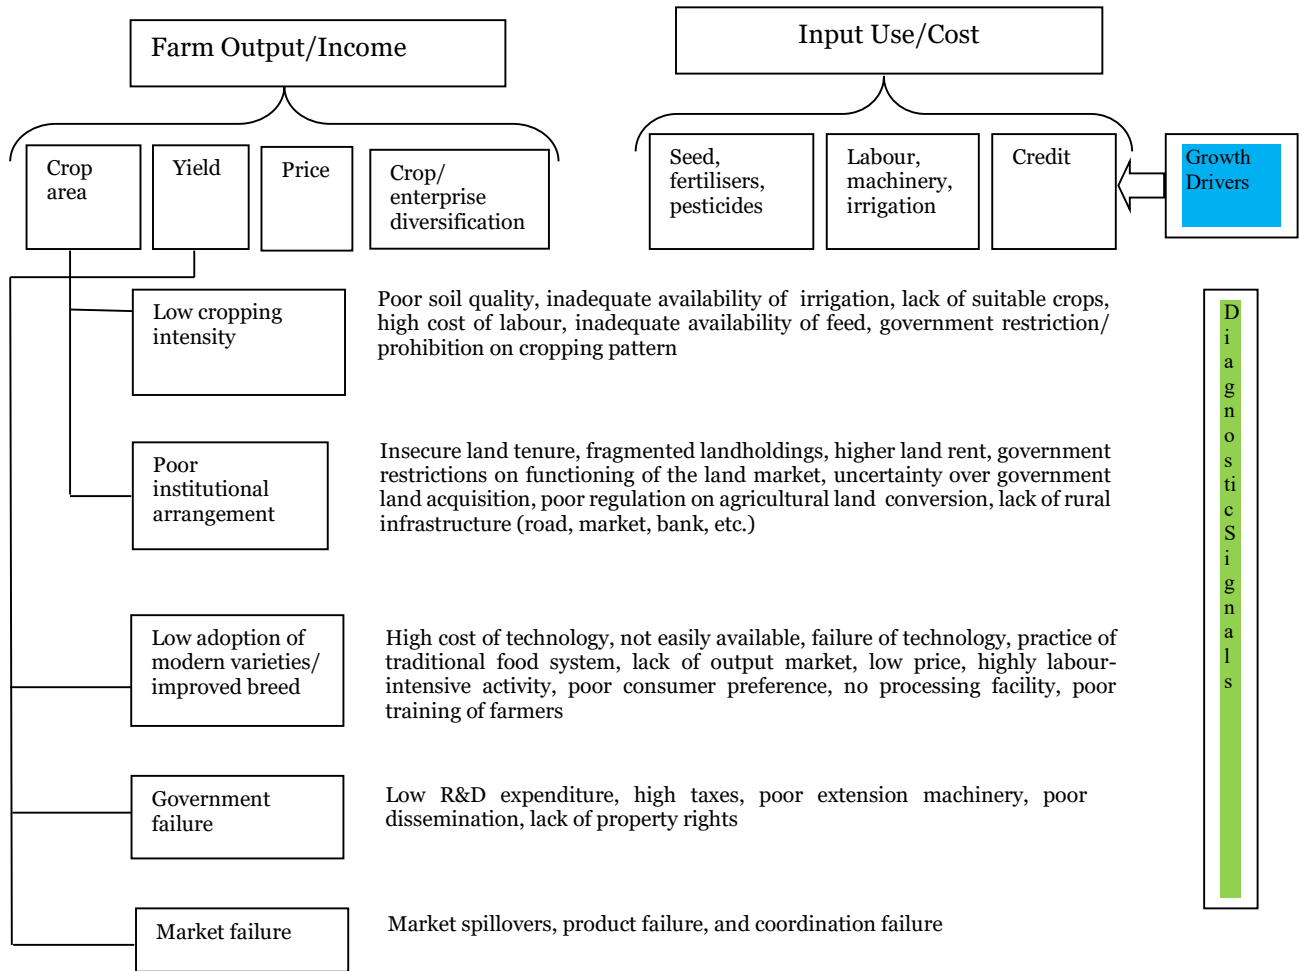 Farm Output/Income
Input Use/Cost
Crop
area
Yield
Price
Crop/
enterprise
diversification
Seed,
fertilisers,
pesticides
Labour,
machinery,
irrigation
Credit
Growth
Drivers
Low cropping
intensity
Poor soil quality, inadequate availability of irrigation, lack of suitable crops,
high cost of labour, inadequate availability of feed, government restriction/
prohibition on cropping pattern
Poor
institutional
arrangement
Insecure land tenure, fragmented landholdings, higher land rent, government
restrictions on functioning of the land market, uncertainty over government
land acquisition, poor regulation on agricultural land conversion, lack of rural
infrastructure (road, market, bank, etc.)
Low adoption of
modern varieties/
improved breed
High cost of technology, not easily available, failure of technology, practice of
traditional food system, lack of output market, low price, highly labour-
intensive activity, poor consumer preference, no processing facility, poor
training of farmers
Government
failure
Low R&D expenditure, high taxes, poor extension machinery, poor
dissemination, lack of property rights
Market failure
Market spillovers, product failure, and coordination failure
D
i
a
g
n
o
s
ti
c
S
i
g
n
a
l
s